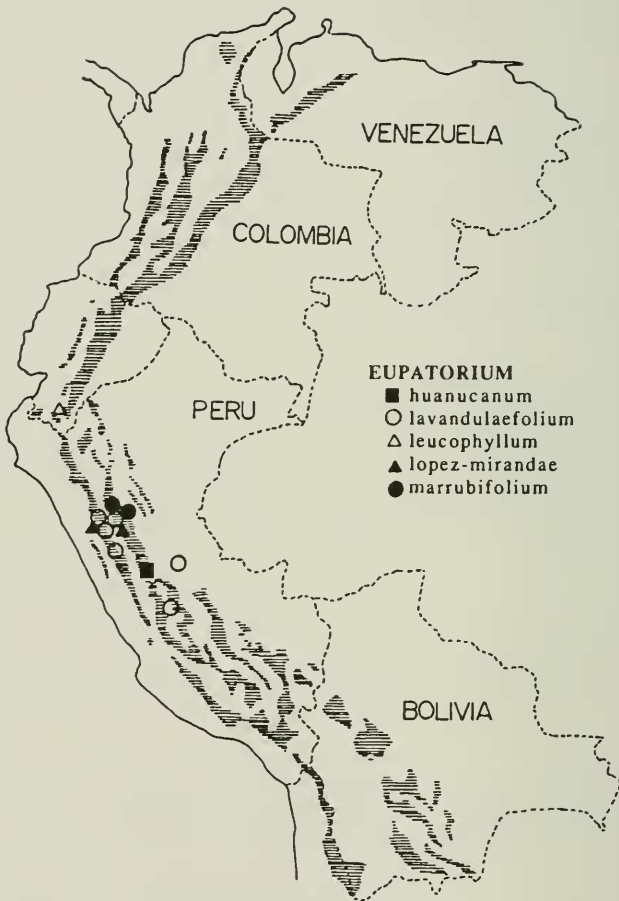 VENEZUELA
COLOMBIA
EUPATORIUM
■ huanucanum
○ lavandulaefolium
△ leucophyllum
▲ lopez-mirandae
● marrubifolium
PERU
BOLIVIA